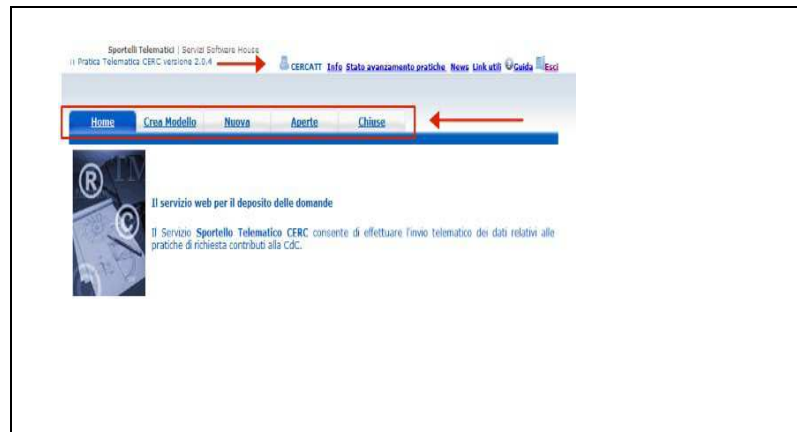 Sportelli Telematici | Servizi Software House
:: Pratica Telematica CERC versione 2.0.4
CERCATT Info Stato avanzamento pratiche News Link utili Guida Esci
Home Crea Modello Nuova Aperte Chiuse
® TM
©
Il servizio web per il deposito delle domande
Il Servizio Sportello Telematico CERC consente di effettuare l'invio telematico dei dati relativi alle
pratiche di richiesta contributi alla CdC.